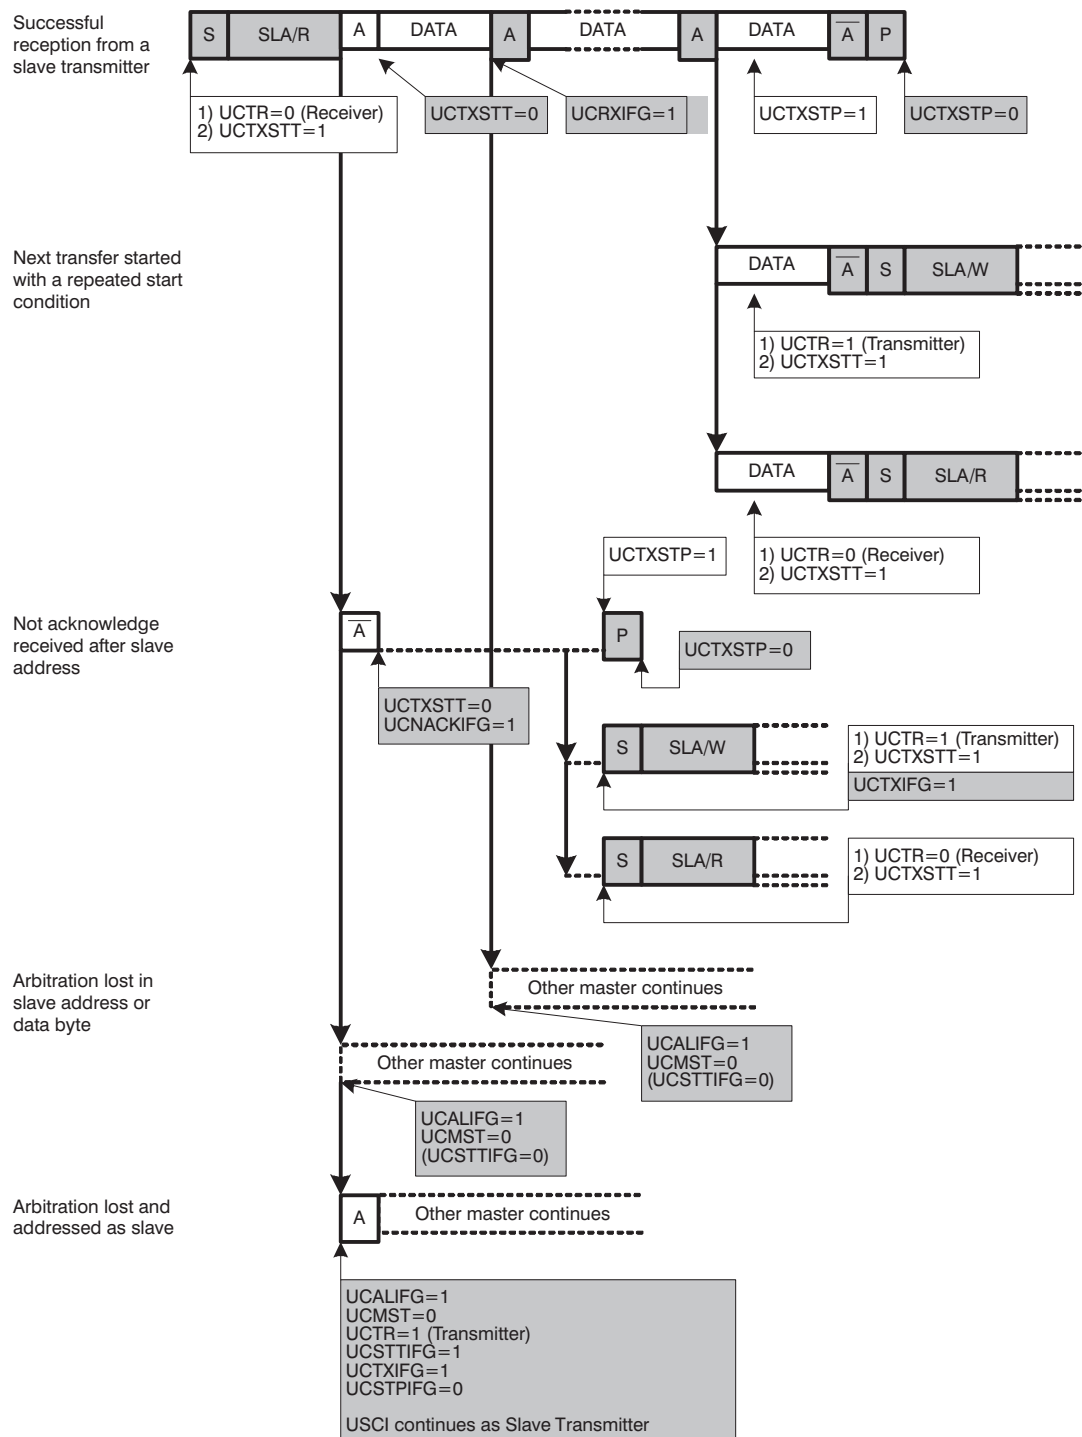 Successful
reception from a
slave transmitter
S SLA/R A DATA A DATA A DATA A P
1) UCTR=0 (Receiver)
2) UCTXSTT=1
UCTXSTT=0
UCRXIFG=1
UCTXSTP=1
UCTXSTP=0
Next transfer started
with a repeated start
condition
DATA A S SLA/W
1) UCTR=1 (Transmitter)
2) UCTXSTT=1
DATA A S SLA/R
1) UCTR=0 (Receiver)
2) UCTXSTT=1
UCTXSTP=1
Not acknowledge
received after slave
address
A
P
UCTXSTP=0
UCTXSTT=0
UCNACKIFG=1
S SLA/W
1) UCTR=1 (Transmitter)
2) UCTXSTT=1
UCTXIFG=1
S SLA/R
1) UCTR=0 (Receiver)
2) UCTXSTT=1
Arbitration lost in
slave address or
data byte
Other master continues
UCALIFG=1
UCMST=0
(UCSTTIFG=0)
Other master continues
UCALIFG=1
UCMST=0
(UCSTTIFG=0)
Arbitration lost and
addressed as slave
A Other master continues
UCALIFG=1
UCMST=0
UCTR=1 (Transmitter)
UCSTTIFG=1
UCTXIFG=1
UCSTPIFG=0
USCI continues as Slave Transmitter